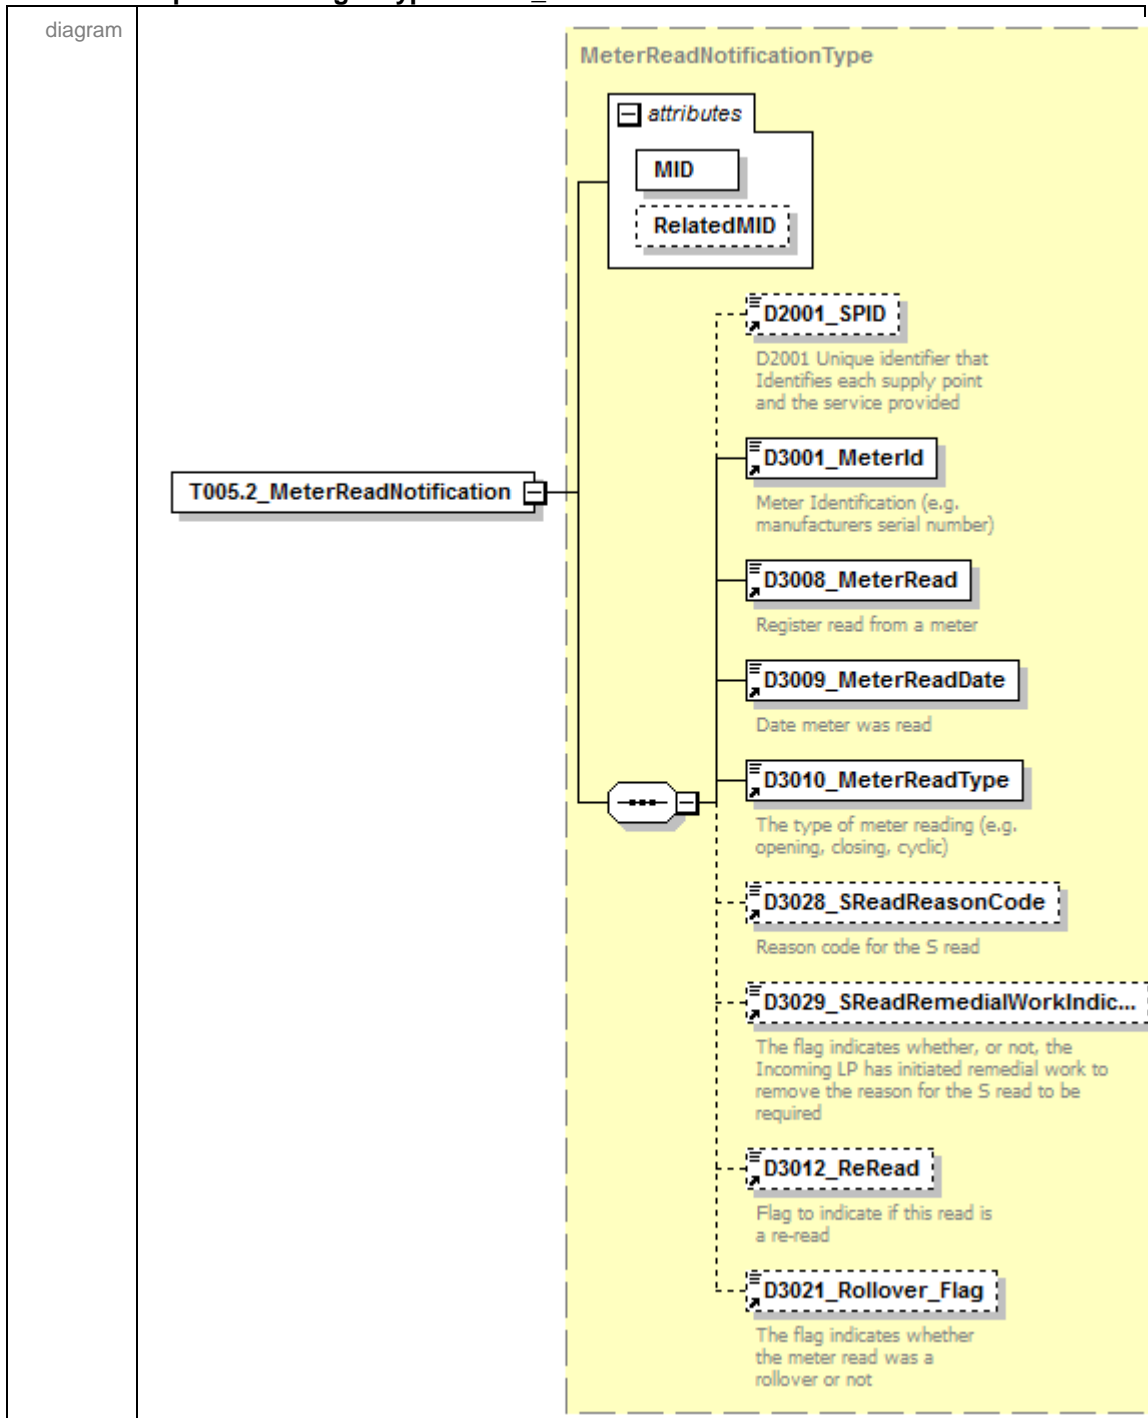 diagram
MeterReadNotificationType
attributes
MID
RelatedMID
D2001_SPID
D2001 Unique identifier that
Identifies each supply point
and the service provided
D3001_MeterId
Meter Identification (e.g.
manufacturers serial number)
T005.2_MeterReadNotification
D3008_MeterRead
Register read from a meter
D3009_MeterReadDate
Date meter was read
D3010_MeterReadType
The type of meter reading (e.g.
opening, closing, cyclic)
D3028_SReadReasonCode
Reason code for the S read
D3029_SReadRemedialWorkIndic...
The flag indicates whether, or not, the
Incoming LP has initiated remedial work to
remove the reason for the S read to be
required
D3012_ReRead
Flag to indicate if this read is
a re-read
D3021_Rollover_Flag
The flag indicates whether
the meter read was a
rollover or not